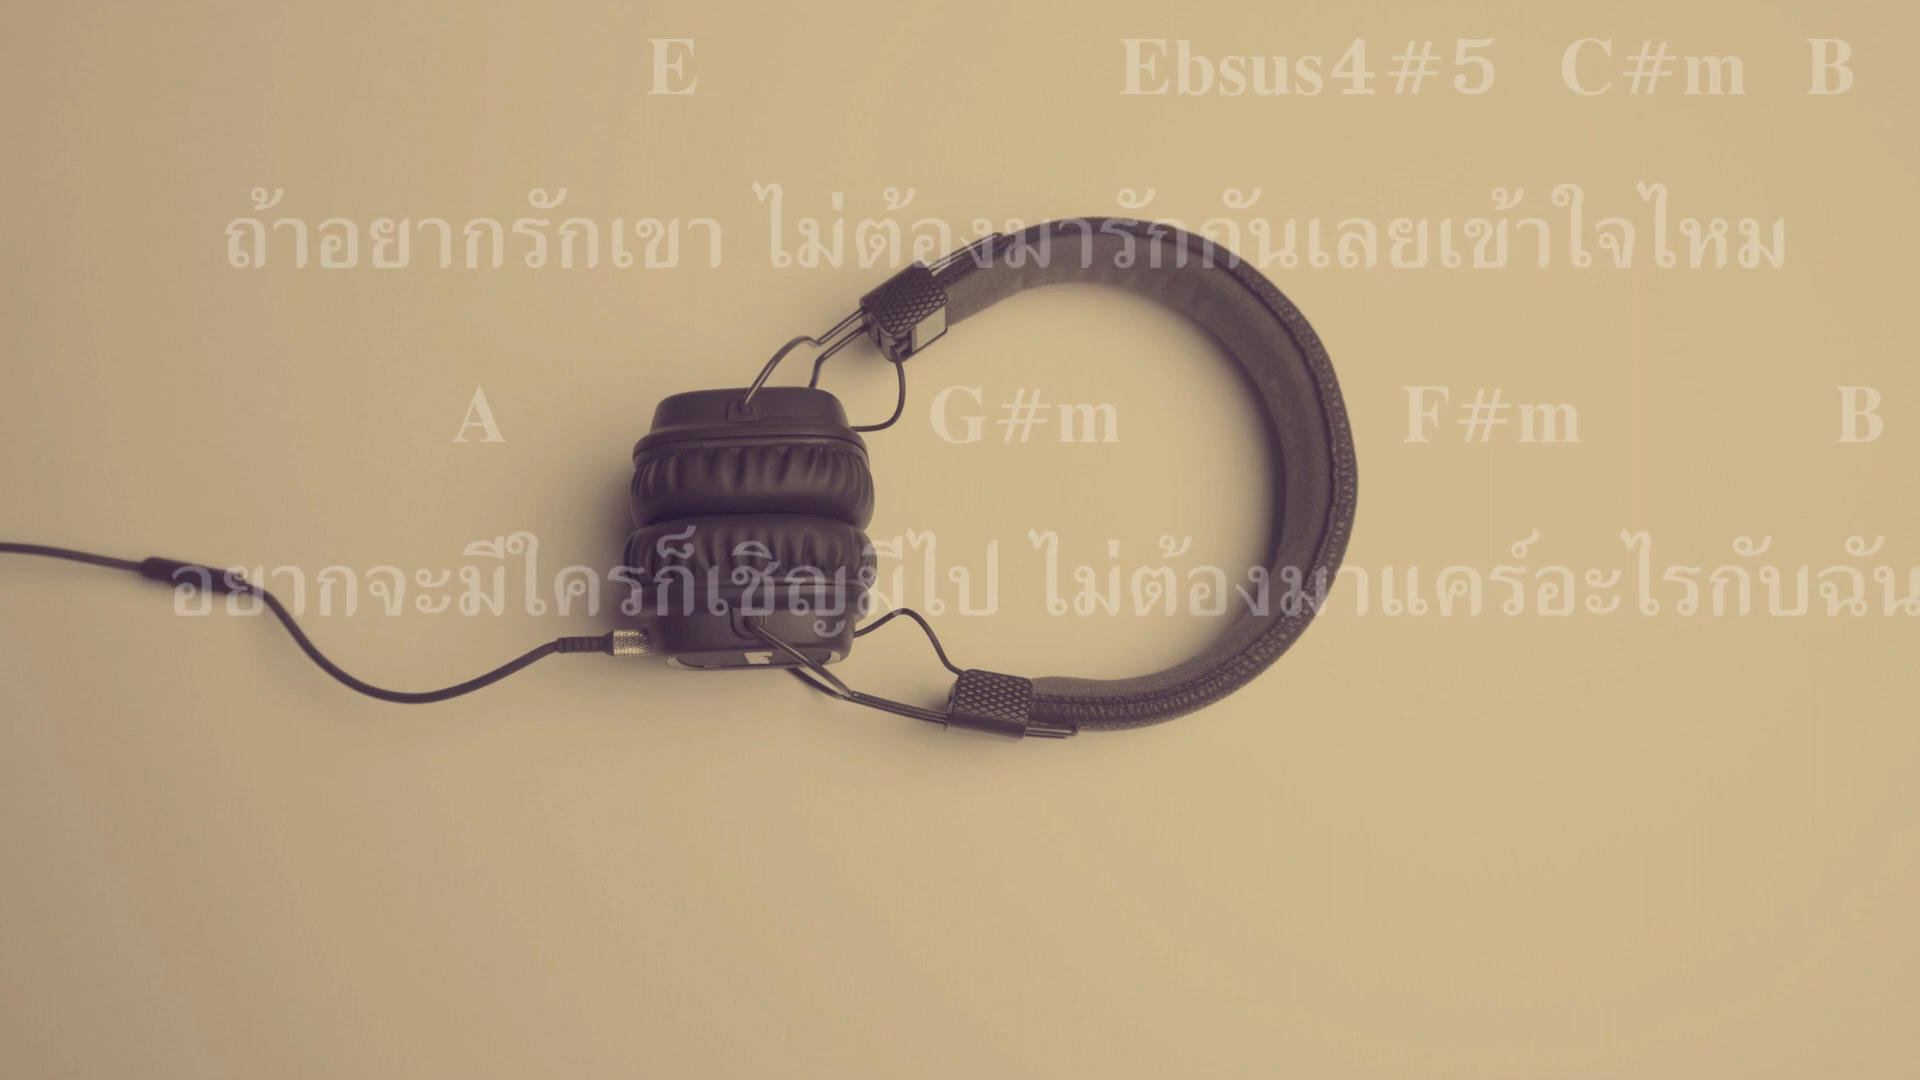 E Ebsus4#5 C#m B
ถ้าอยากรักเขา ไม่ต้องมารักกันเลยเข้าใจไหม
A G#m F#m B
อยากจะมีใครก็เชิญมีไป ไม่ต้องมาแคร์อะไรกับฉัน